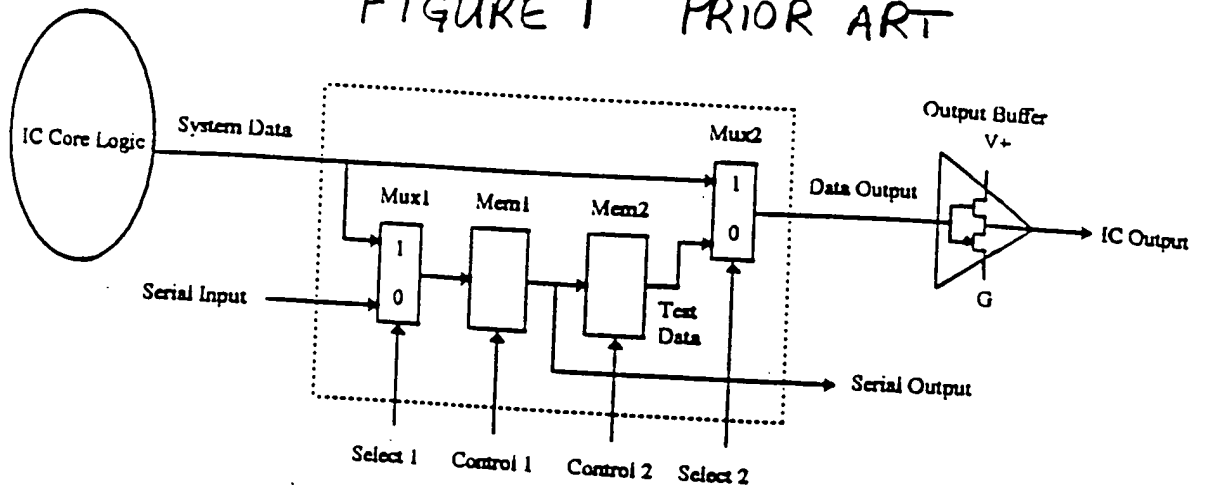 FIGURE 1 PRIOR ART
IC Core Logic
System Data
Mux1
Mem1
Mem2
Mux2
1
0
1
0
Serial Input
Test
Data
Data Output
Output Buffer
V+
G
IC Output
Serial Output
Select 1
Control 1
Control 2
Select 2